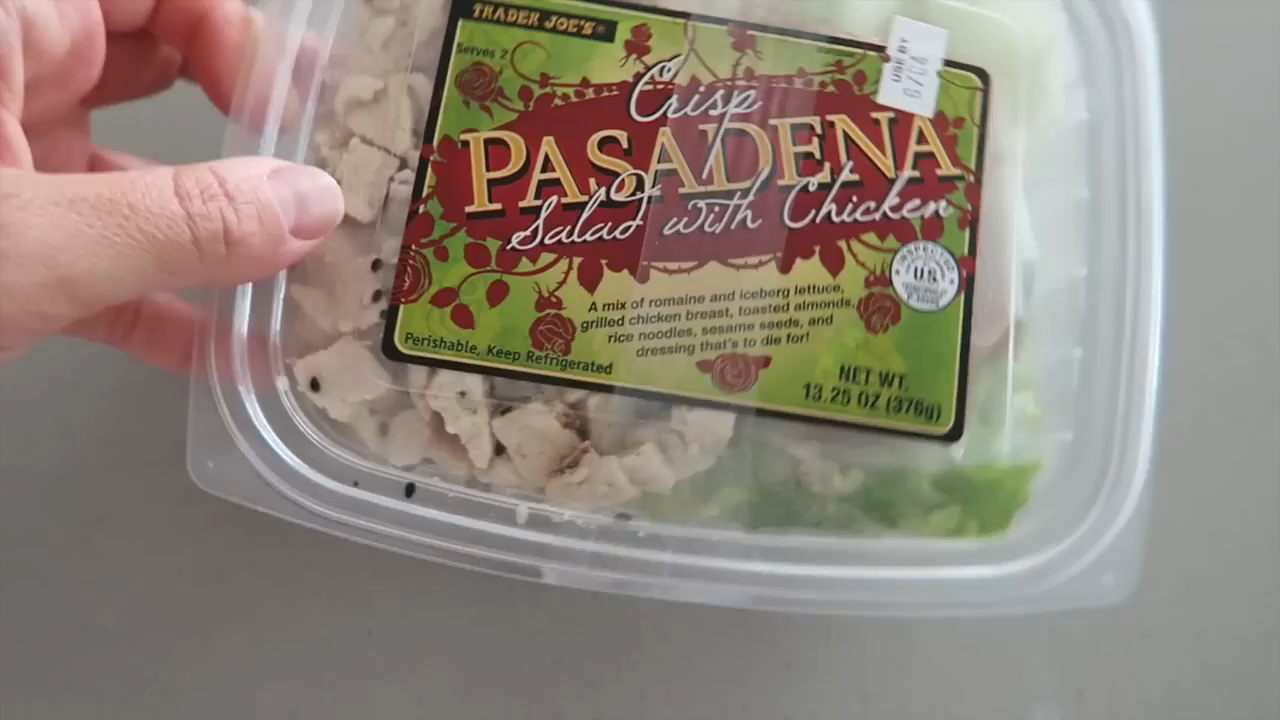 TRADER JOE'S®
Serves 2
USE BY
Crisp
PASADENA
Salad with Chicken
INSPECTED
U.S.
A mix of romaine and iceberg lettuce,
grilled chicken breast, toasted almonds,
rice noodles, sesame seeds, and
dressing that's to die for!
Perishable, Keep Refrigerated
NET WT.
13.25 OZ (376g)